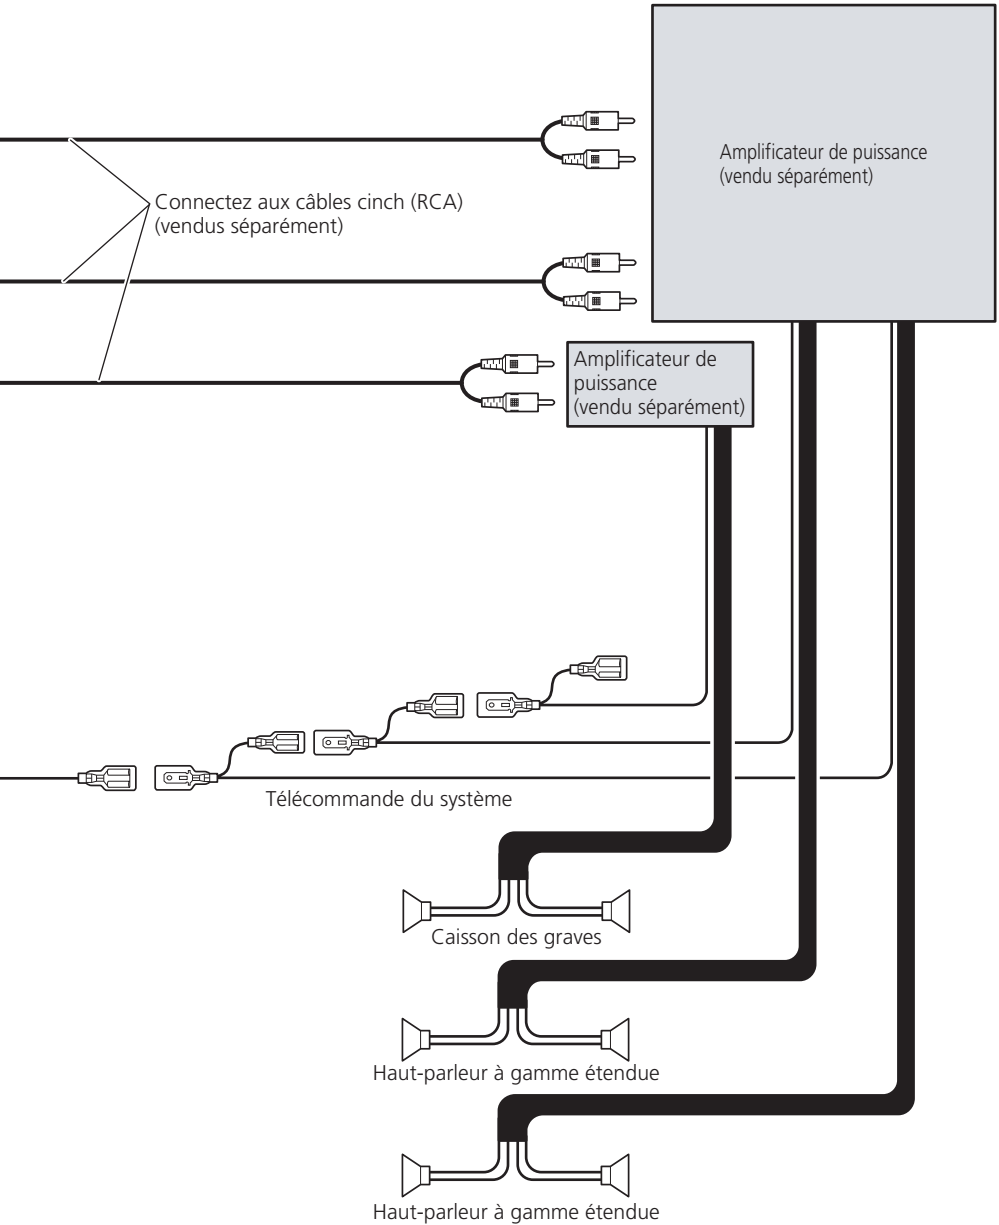 Amplificateur de puissance
(vendu séparément)
Connectez aux câbles cinch (RCA)
(vendus séparément)
Amplificateur de
puissance
(vendu séparément)
Télécommande du système
Caisson des graves
Haut-parleur à gamme étendue
Haut-parleur à gamme étendue